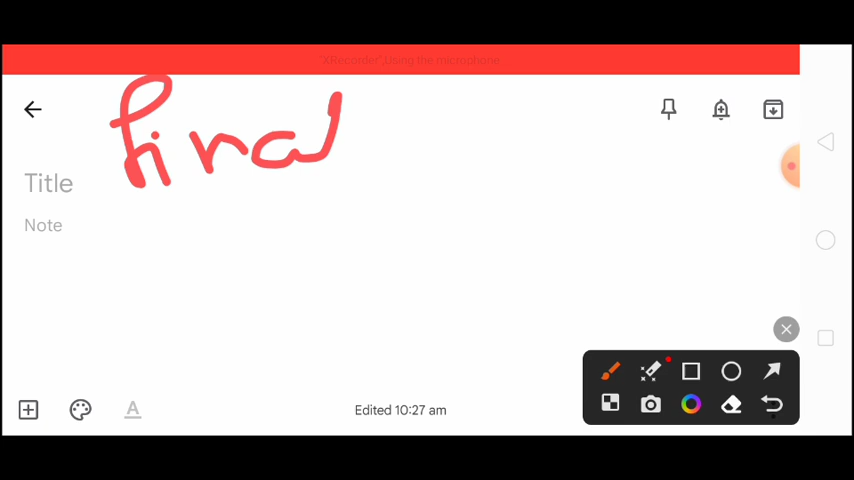 "XRecorder",Using the microphone
final
Title
Note
A
Edited 10:27 am